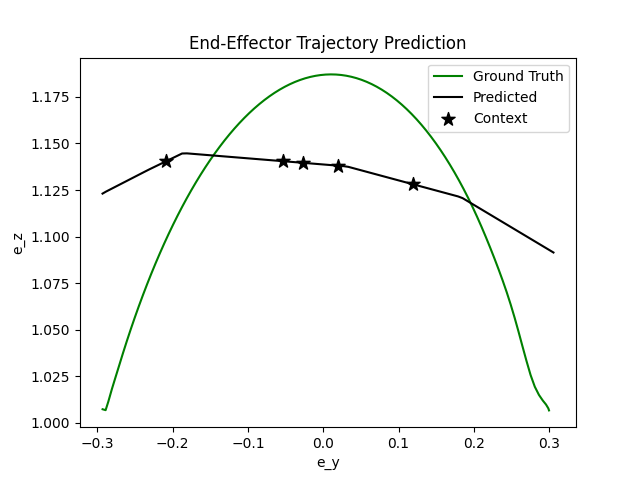 End-Effector Trajectory Prediction
Ground Truth
Predicted
Context
1.175
1.150
1.125
1.100
1.075
1.050
1.025
1.000
e_z
−0.3 −0.2 −0.1 0.0 0.1 0.2 0.3
e_y